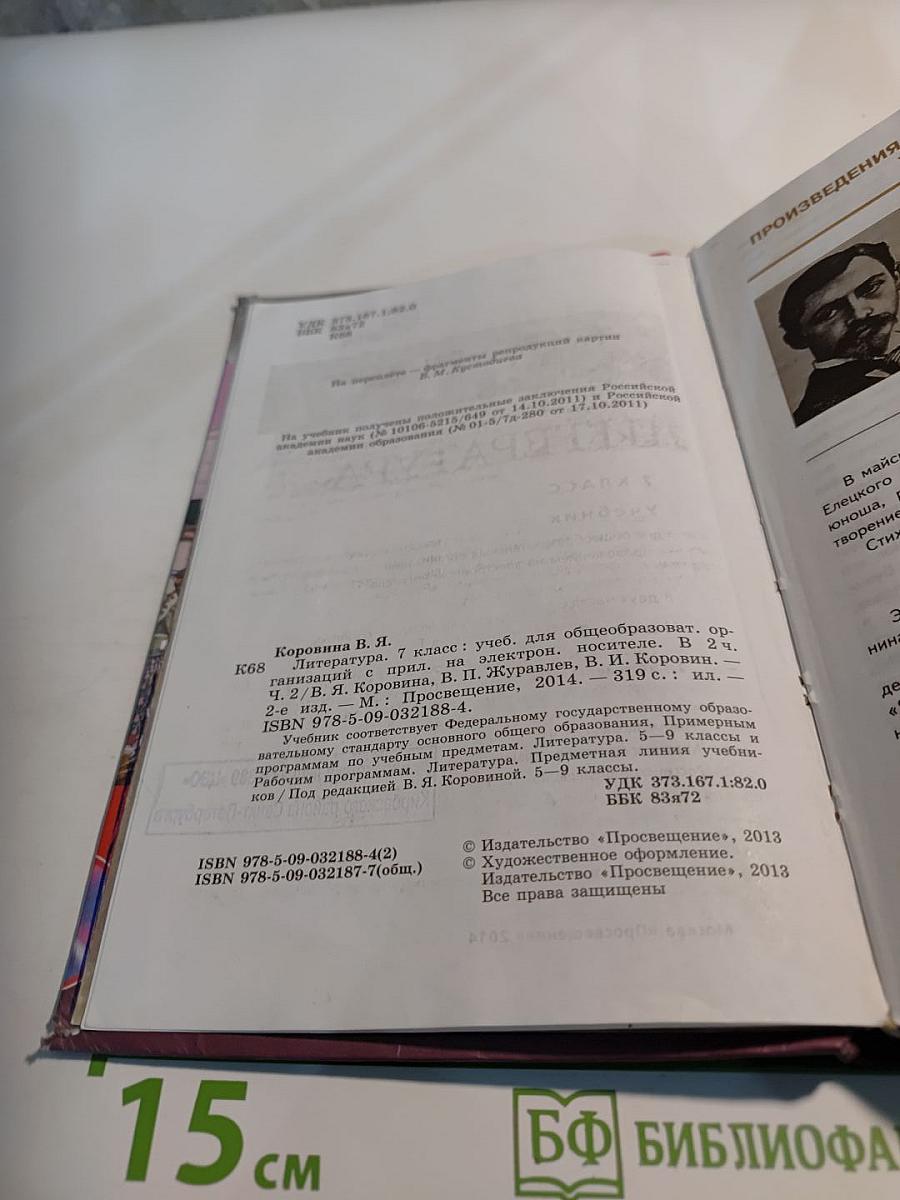 УДК 373.167.1:82.0
ББК 83я72
К68
На переплёте — фрагменты репродукций картин
Б. М. Кустодиева
На учебник получены положительные заключения Российской
академии наук (№ 10106-5215/649 от 14.10.2011) и Российской
академии образования (№ 01-5/7д-280 от 17.10.2011)
Коровина В. Я.
К68 Литература. 7 класс : учеб. для общеобразоват. ор-
ганизаций с прил. на электрон. носителе. В 2 ч.
Ч. 2 / В. Я. Коровина, В. П. Журавлев, В. И. Коровин. —
2-е изд. — М. : Просвещение, 2014. — 319 с. : ил. —
ISBN 978-5-09-032188-4.
Учебник соответствует Федеральному государственному образо-
вательному стандарту основного общего образования, Примерным
программам по учебным предметам. Литература. 5—9 классы и
Рабочим программам. Литература. Предметная линия учебни-
ков / Под редакцией В. Я. Коровиной. 5—9 классы.
УДК 373.167.1:82.0
ББК 83я72
ISBN 978-5-09-032188-4(2)
ISBN 978-5-09-032187-7(общ.)
© Издательство «Просвещение», 2013
© Художественное оформление.
Издательство «Просвещение», 2013
Все права защищены
ПРОИЗВЕДЕНИЯ
В майс
Елецкого
юноша,
творение
Стих
15 см
БФ БИБЛИОФА